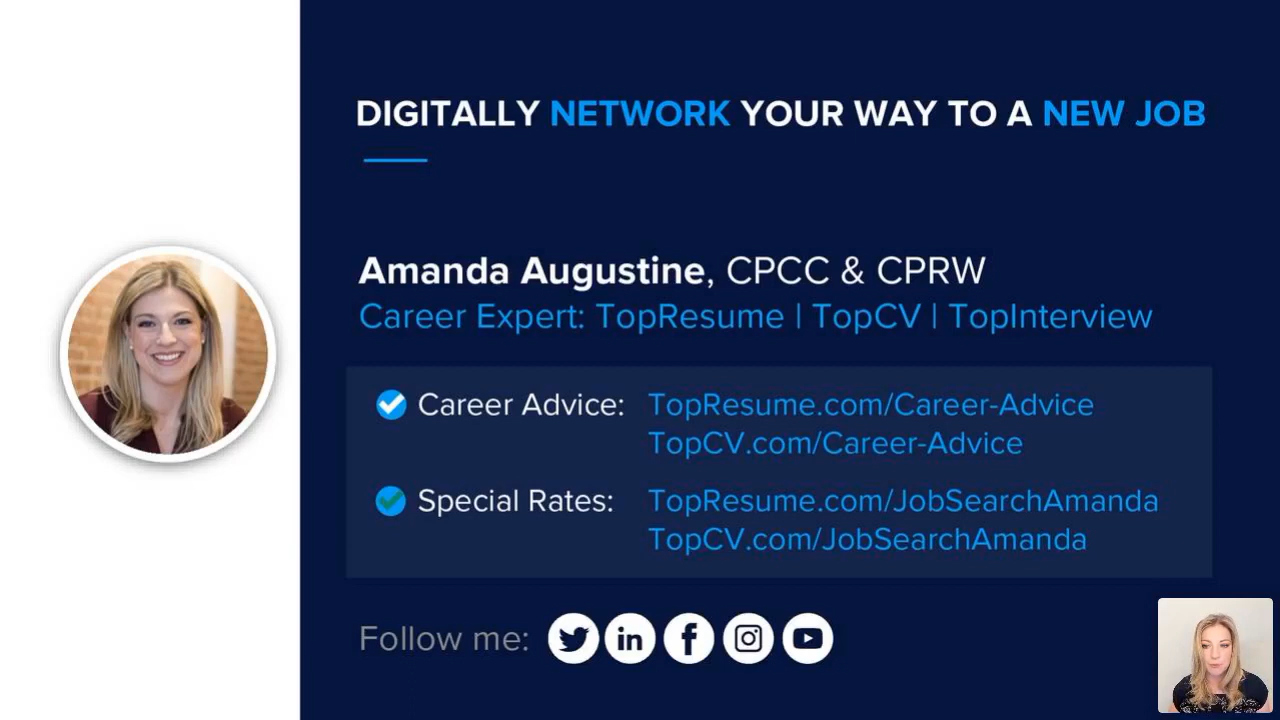 DIGITALLY NETWORK YOUR WAY TO A NEW JOB
Amanda Augustine, CPCC & CPRW
Career Expert: TopResume | TopCV | TopInterview
Career Advice: TopResume.com/Career-Advice
TopCV.com/Career-Advice
Special Rates: TopResume.com/JobSearchAmanda
TopCV.com/JobSearchAmanda
Follow me: in f